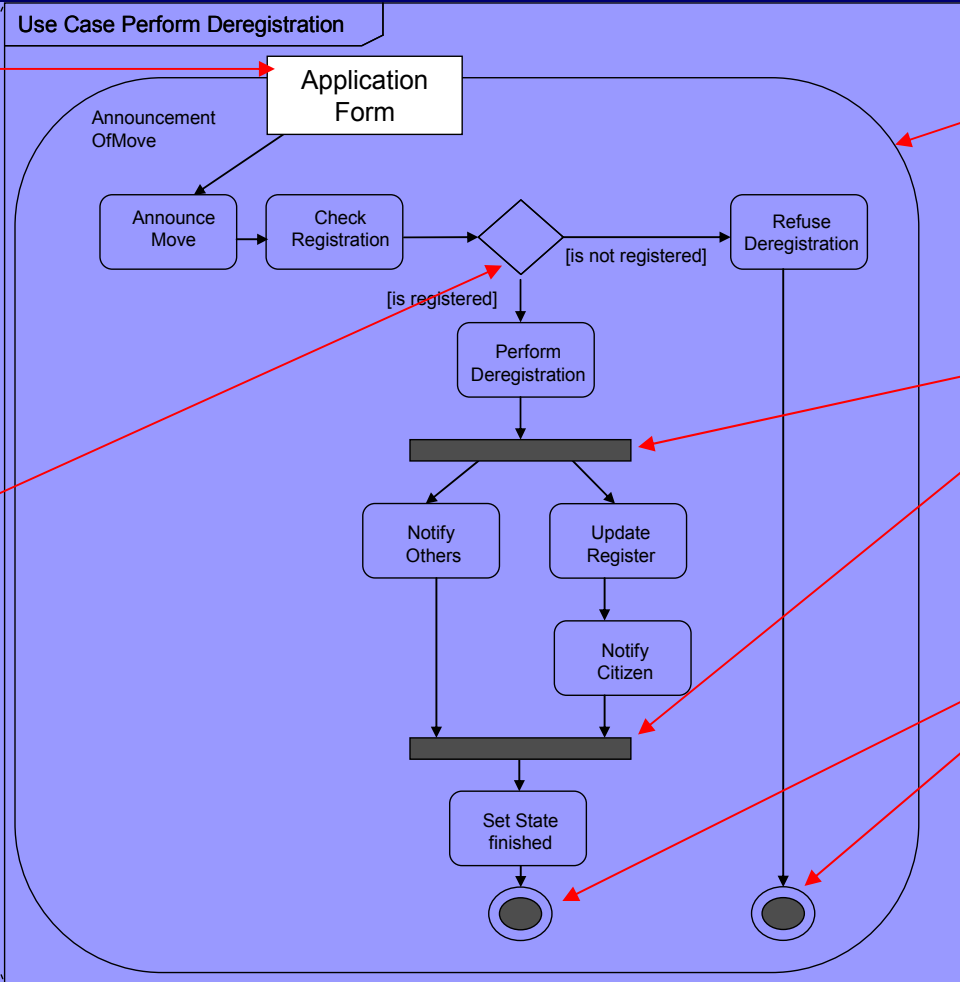 Use Case Perform Deregistration
Application
Form
Announcement
OfMove
Announce
Move
Check
Registration
[is not registered]
Refuse
Deregistration
[is registered]
Perform
Deregistration
Notify
Others
Update
Register
Notify
Citizen
Set State
finished